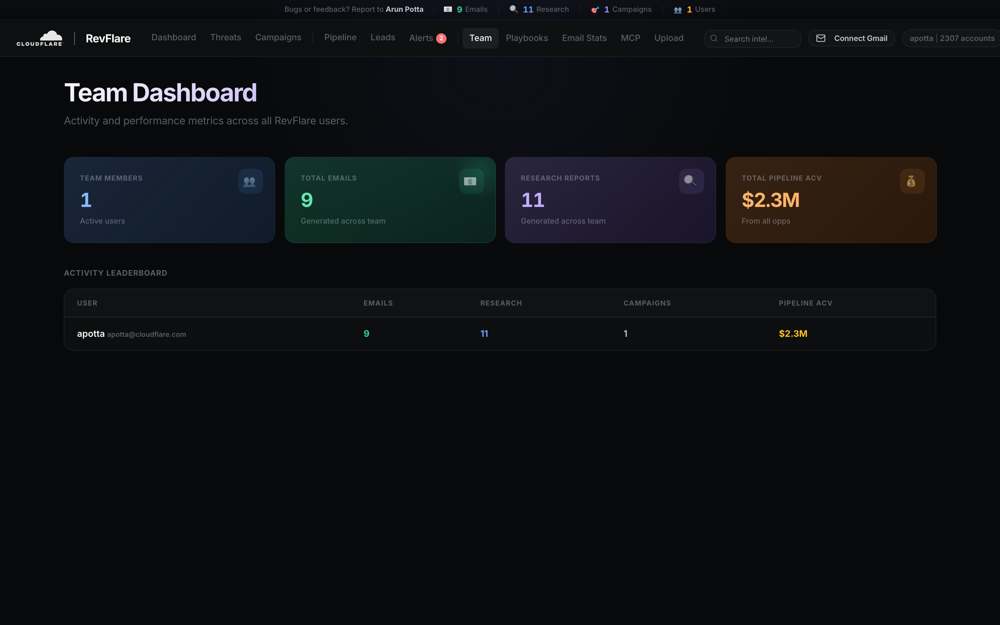 Bugs or feedback? Report to Arun Potta 9 Emails 11 Research 1 Campaigns 1 Users
CLOUDFLARE RevFlare Dashboard Threats Campaigns Pipeline Leads Alerts 2 Team Playbooks Email Stats MCP Upload Search intel... Connect Gmail apotta | 2307 accounts
Team Dashboard
Activity and performance metrics across all RevFlare users.
TEAM MEMBERS
1
Active users
TOTAL EMAILS
9
Generated across team
RESEARCH REPORTS
11
Generated across team
TOTAL PIPELINE ACV
$2.3M
From all opps
ACTIVITY LEADERBOARD
USER EMAILS RESEARCH CAMPAIGNS PIPELINE ACV
apotta apotta@cloudflare.com 9 11 1 $2.3M